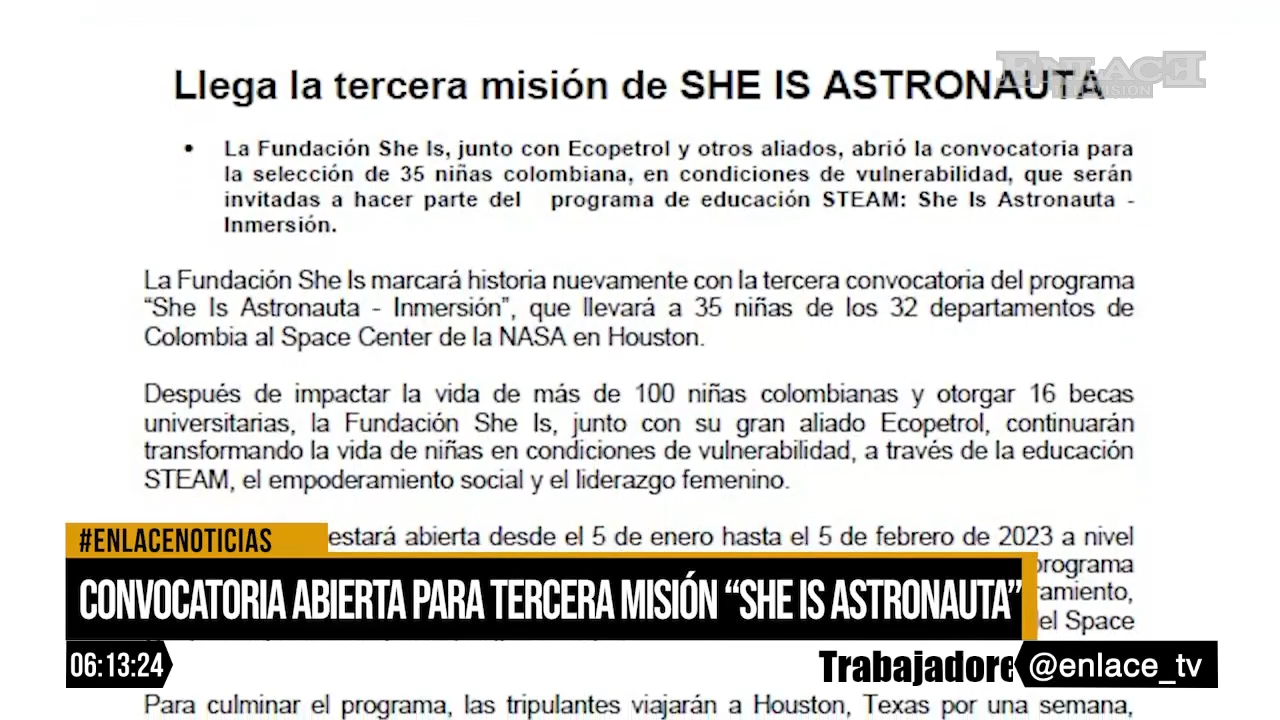 ENLACE
TELEVISIÓN
Llega la tercera misión de SHE IS ASTRONAUTA
• La Fundación She Is, junto con Ecopetrol y otros aliados, abrió la convocatoria para
la selección de 35 niñas colombiana, en condiciones de vulnerabilidad, que serán
invitadas a hacer parte del programa de educación STEAM: She Is Astronauta -
Inmersión.
La Fundación She Is marcará historia nuevamente con la tercera convocatoria del programa
“She Is Astronauta - Inmersión”, que llevará a 35 niñas de los 32 departamentos de
Colombia al Space Center de la NASA en Houston.
Después de impactar la vida de más de 100 niñas colombianas y otorgar 16 becas
universitarias, la Fundación She Is, junto con su gran aliado Ecopetrol, continuarán
transformando la vida de niñas en condiciones de vulnerabilidad, a través de la educación
STEAM, el empoderamiento social y el liderazgo femenino.
estará abierta desde el 5 de enero hasta el 5 de febrero de 2023 a nivel
programa
ramiento,
del Space
#ENLACENOTICIAS
CONVOCATORIA ABIERTA PARA TERCERA MISIÓN “SHE IS ASTRONAUTA”
06:13:24
Trabajadore
@enlace_tv
Para culminar el programa, las tripulantes viajarán a Houston, Texas por una semana,